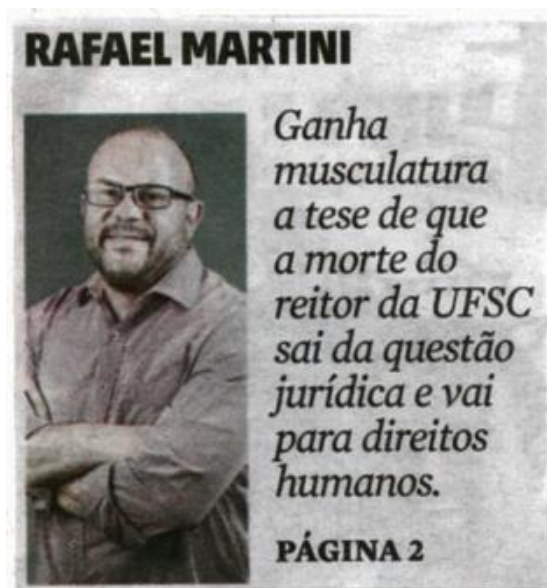 RAFAEL MARTINI
Ganha
musculatura
a tese de que
a morte do
reitor da UFSC
sai da questão
jurídica e vai
para direitos
humanos.
PÁGINA 2